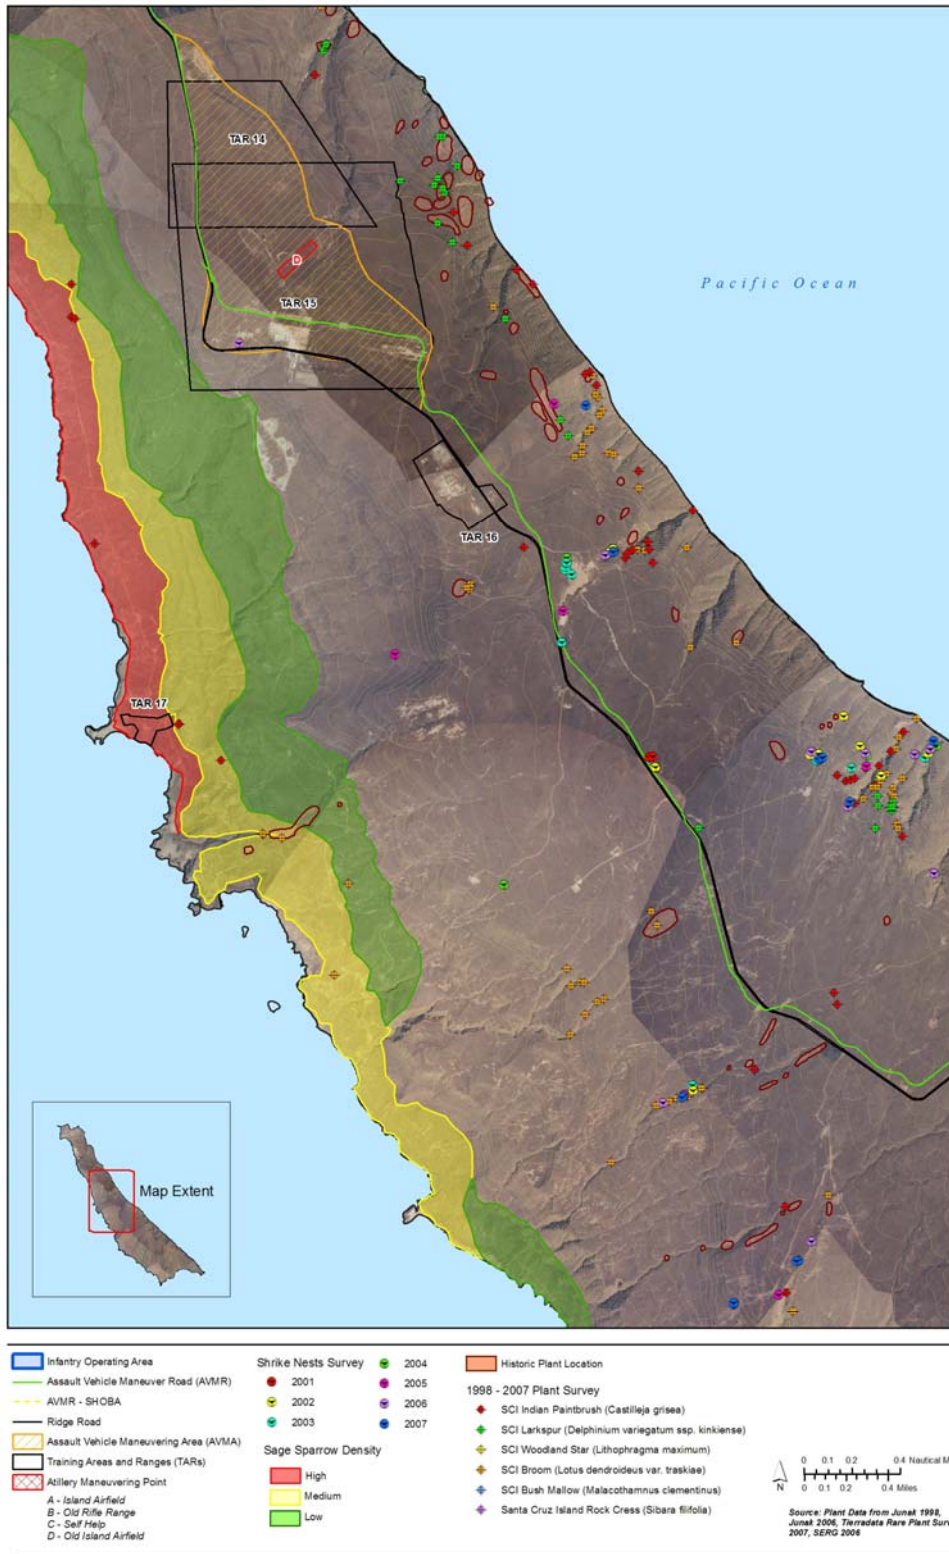 TAR 14
D
TAR 15
Pacific Ocean
TAR 16
TAR 17
Map Extent
Infantry Operating Area
Assault Vehicle Maneuver Road (AVMR)
AVMR - SHOBA
Ridge Road
Assault Vehicle Maneuvering Area (AVMA)
Training Areas and Ranges (TARs)
Atillery Maneuvering Point
A - Island Airfield
B - Old Rifle Range
C - Self Help
D - Old Island Airfield
Shrike Nests Survey
2001
2002
2003
2004
2005
2006
2007
Sage Sparrow Density
High
Medium
Low
Historic Plant Location
1998 - 2007 Plant Survey
SCI Indian Paintbrush (Castilleja grisea)
SCI Larkspur (Delphinium variegatum ssp. kinkiense)
SCI Woodland Star (Lithophragma maximum)
SCI Broom (Lotus dendroideus var. traskiae)
SCI Bush Mallow (Malacothamnus clementinus)
Santa Cruz Island Rock Cress (Sibara filifolia)
N
0 0.1 0.2 0.4 Nautical M
0 0.1 0.2 0.4 Miles
Source: Plant Data from Junak 1998,
Junak 2006, Tierradata Rare Plant Surv
2007, SERG 2006